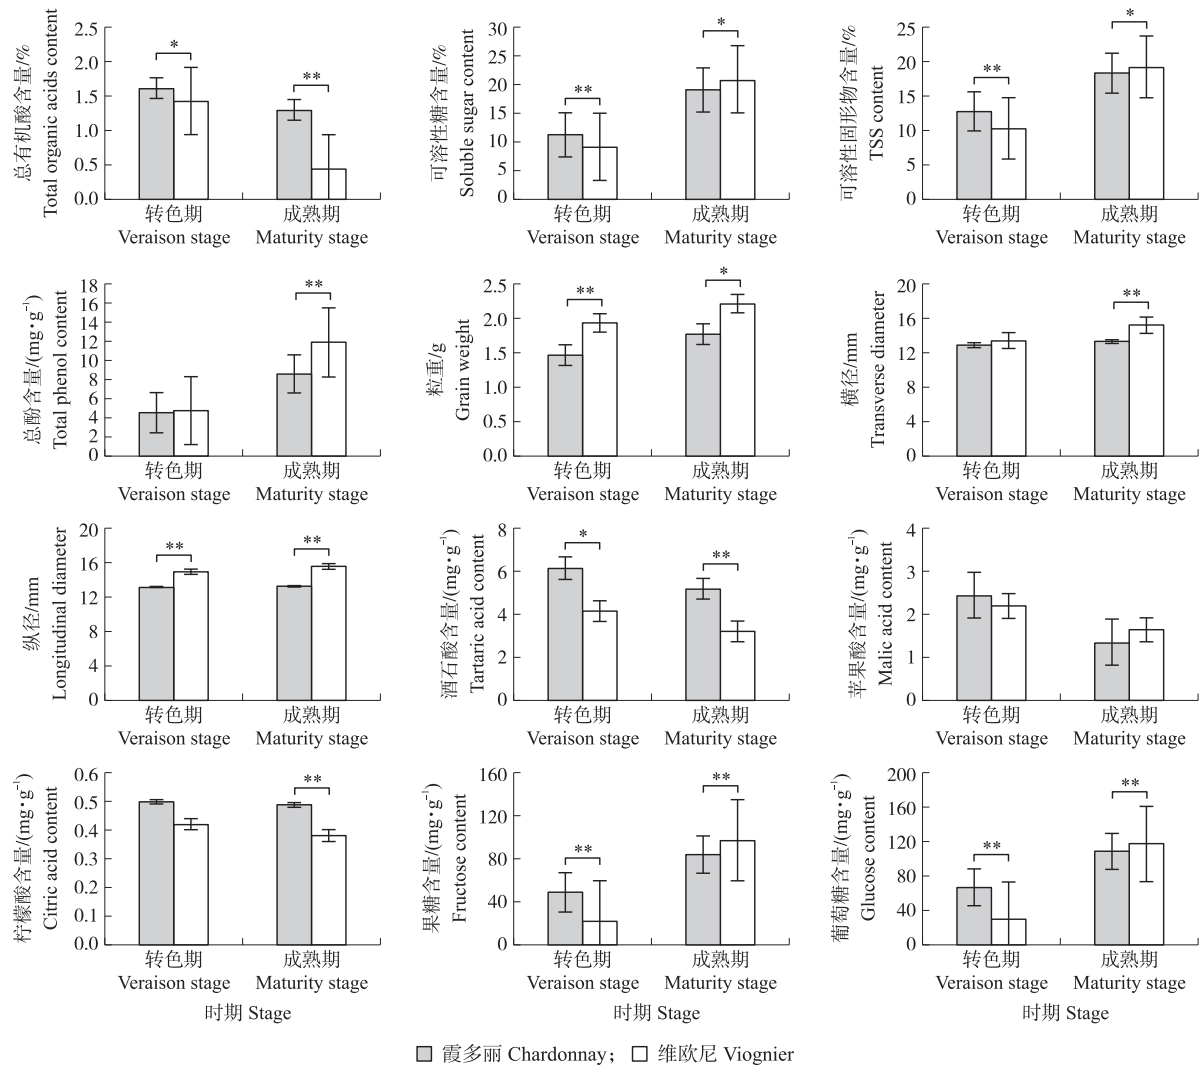 总有机酸含量/%
Total organic acids content
2.5
2.0
1.5
1.0
0.5
0.0
*
**
转色期
Veraison stage
成熟期
Maturity stage
可溶性糖含量/%
Soluble sugar content
30
25
20
15
10
5
0
**
*
转色期
Veraison stage
成熟期
Maturity stage
可溶性固形物含量/%
TSS content
25
20
15
10
5
0
**
*
转色期
Veraison stage
成熟期
Maturity stage
总酚含量/(mg·g⁻¹)
Total phenol content
18
16
14
12
10
8
6
4
2
0
**
转色期
Veraison stage
成熟期
Maturity stage
粒重/g
Grain weight
2.5
2.0
1.5
1.0
0.5
0.0
**
*
转色期
Veraison stage
成熟期
Maturity stage
横径/mm
Transverse diameter
20
16
12
8
4
0
**
转色期
Veraison stage
成熟期
Maturity stage
纵径/mm
Longitudinal diameter
20
16
12
8
4
0
**
**
转色期
Veraison stage
成熟期
Maturity stage
酒石酸含量/(mg·g⁻¹)
Tartaric acid content
8
6
4
2
0
*
**
转色期
Veraison stage
成熟期
Maturity stage
苹果酸含量/(mg·g⁻¹)
Malic acid content
4
3
2
1
0
转色期
Veraison stage
成熟期
Maturity stage
柠檬酸含量/(mg·g⁻¹)
Citric acid content
0.6
0.5
0.4
0.3
0.2
0.1
0.0
**
转色期
Veraison stage
成熟期
Maturity stage
时期 Stage
果糖含量/(mg·g⁻¹)
Fructose content
160
120
80
40
0
**
**
转色期
Veraison stage
成熟期
Maturity stage
时期 Stage
葡萄糖含量/(mg·g⁻¹)
Glucose content
200
160
120
80
40
0
**
**
转色期
Veraison stage
成熟期
Maturity stage
时期 Stage
霞多丽 Chardonnay； 维欧尼 Viognier